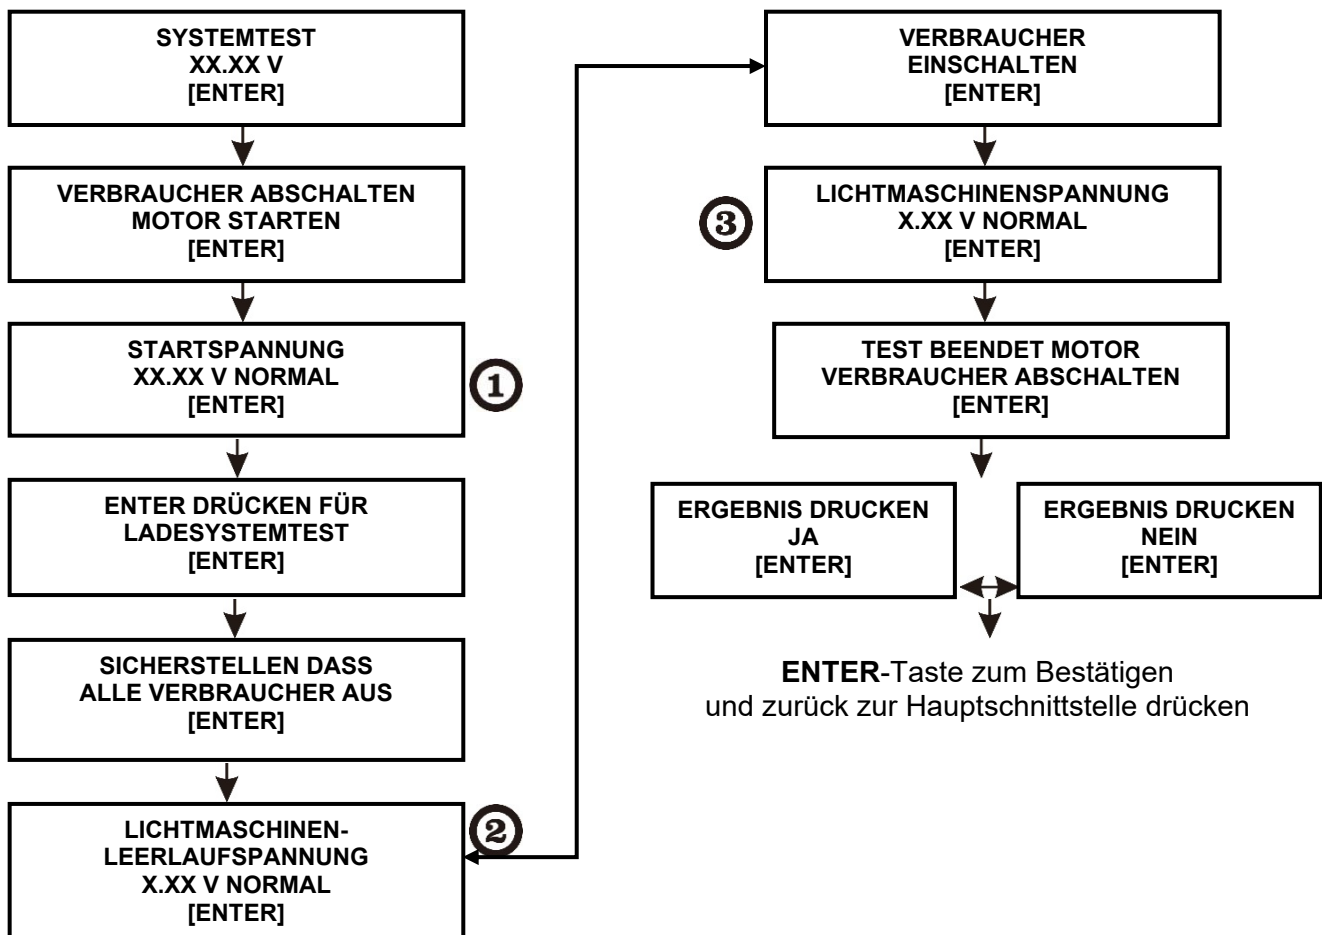 SYSTEMTEST
XX.XX V
[ENTER]
VERBRAUCHER ABSCHALTEN
MOTOR STARTEN
[ENTER]
STARTSPANNUNG
XX.XX V NORMAL
[ENTER]
1
ENTER DRÜCKEN FÜR
LADESYSTEMTEST
[ENTER]
SICHERSTELLEN DASS
ALLE VERBRAUCHER AUS
[ENTER]
LICHTMASCHINEN-
LEERLAUFSPANNUNG
X.XX V NORMAL
[ENTER]
2
VERBRAUCHER
EINSCHALTEN
[ENTER]
3
LICHTMASCHINENSPANNUNG
X.XX V NORMAL
[ENTER]
TEST BEENDET MOTOR
VERBRAUCHER ABSCHALTEN
[ENTER]
ERGEBNIS DRUCKEN
JA
[ENTER]
ERGEBNIS DRUCKEN
NEIN
[ENTER]
ENTER-Taste zum Bestätigen
und zurück zur Hauptschnittstelle drücken